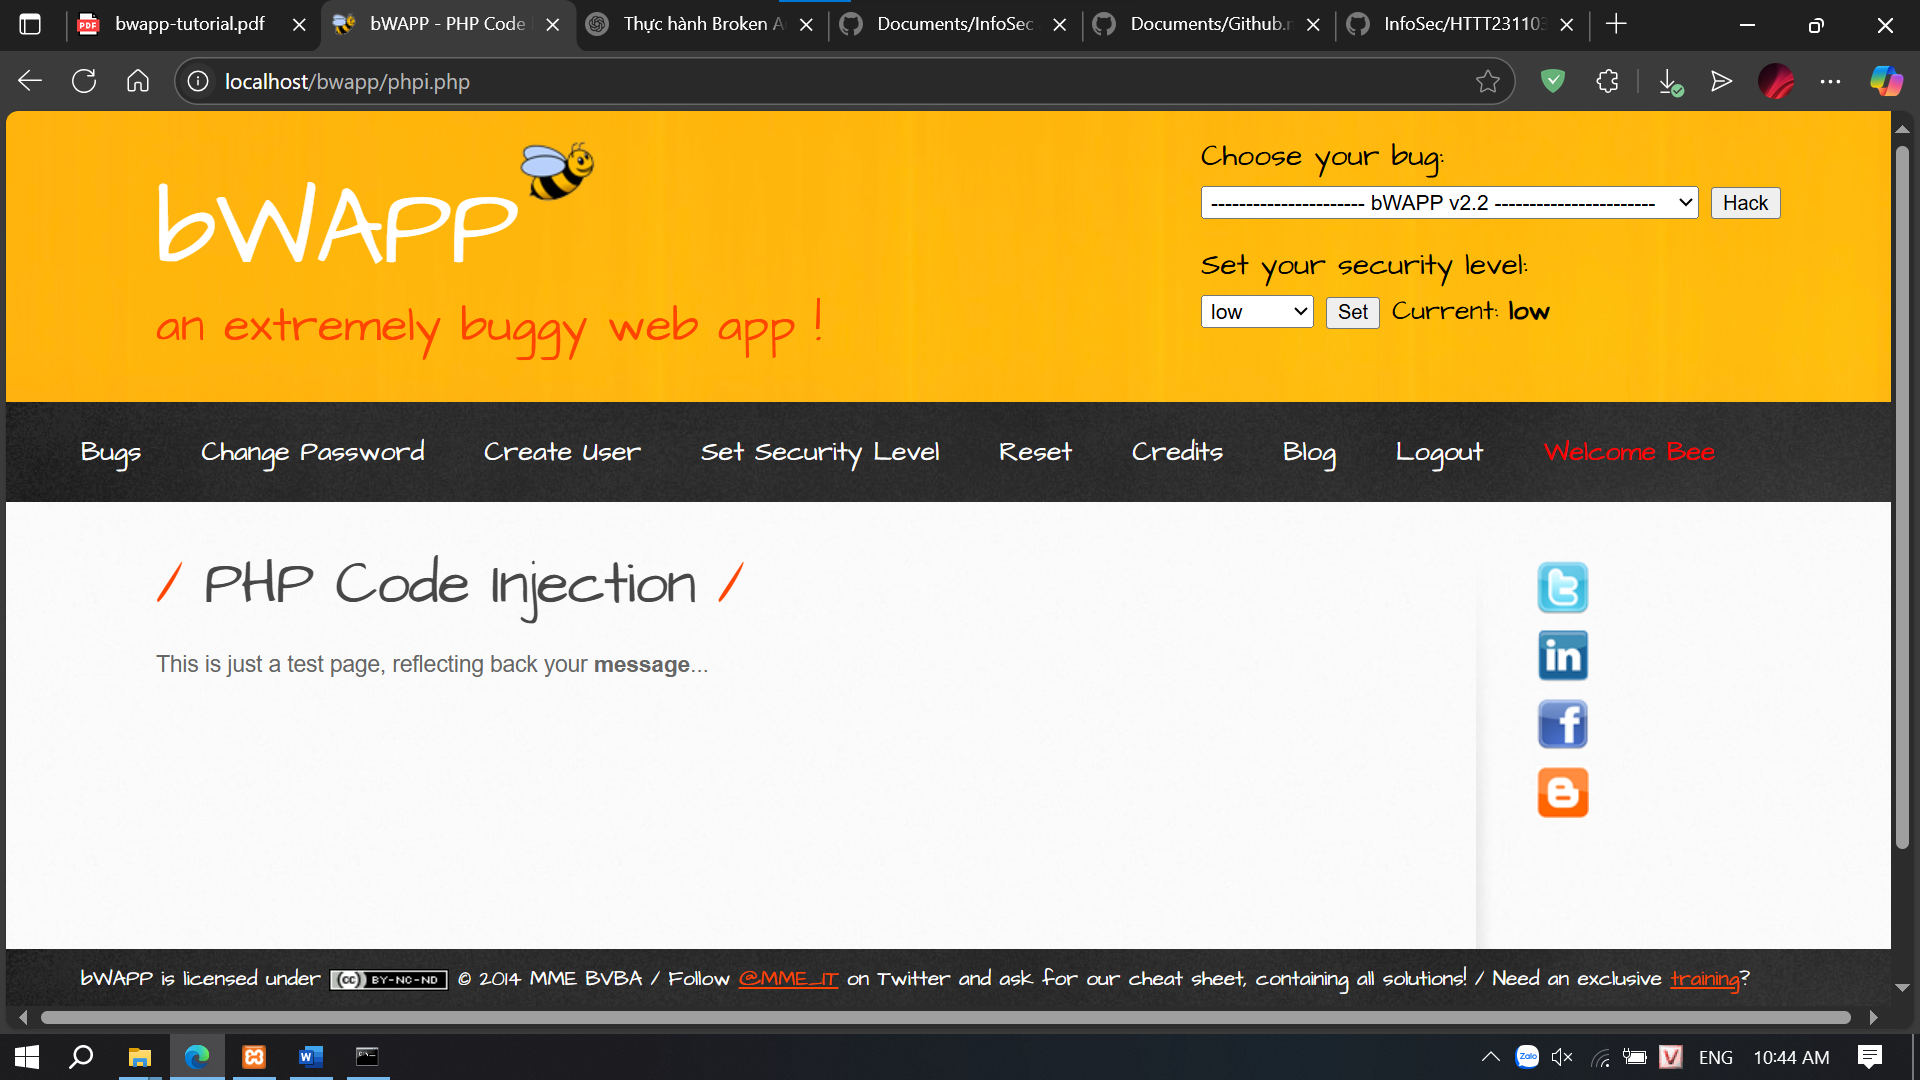 bwapp-tutorial.pdf
bWAPP - PHP Code
Thực hành Broken A
Documents/InfoSec
Documents/Github.
InfoSec/HTTT231103
localhost/bwapp/phpi.php
bWAPP
an extremely buggy web app !
Choose your bug:
---------------------- bWAPP v2.2 -----------------------
Hack
Set your security level:
low
Set
Current: low
Bugs
Change Password
Create User
Set Security Level
Reset
Credits
Blog
Logout
Welcome Bee
/ PHP Code Injection /
This is just a test page, reflecting back your message...
bWAPP is licensed under (cc) BY-NC-ND © 2014 MME BVBA / Follow @MME_IT on Twitter and ask for our cheat sheet, containing all solutions! / Need an exclusive training?
Zalo
ENG
10:44 AM